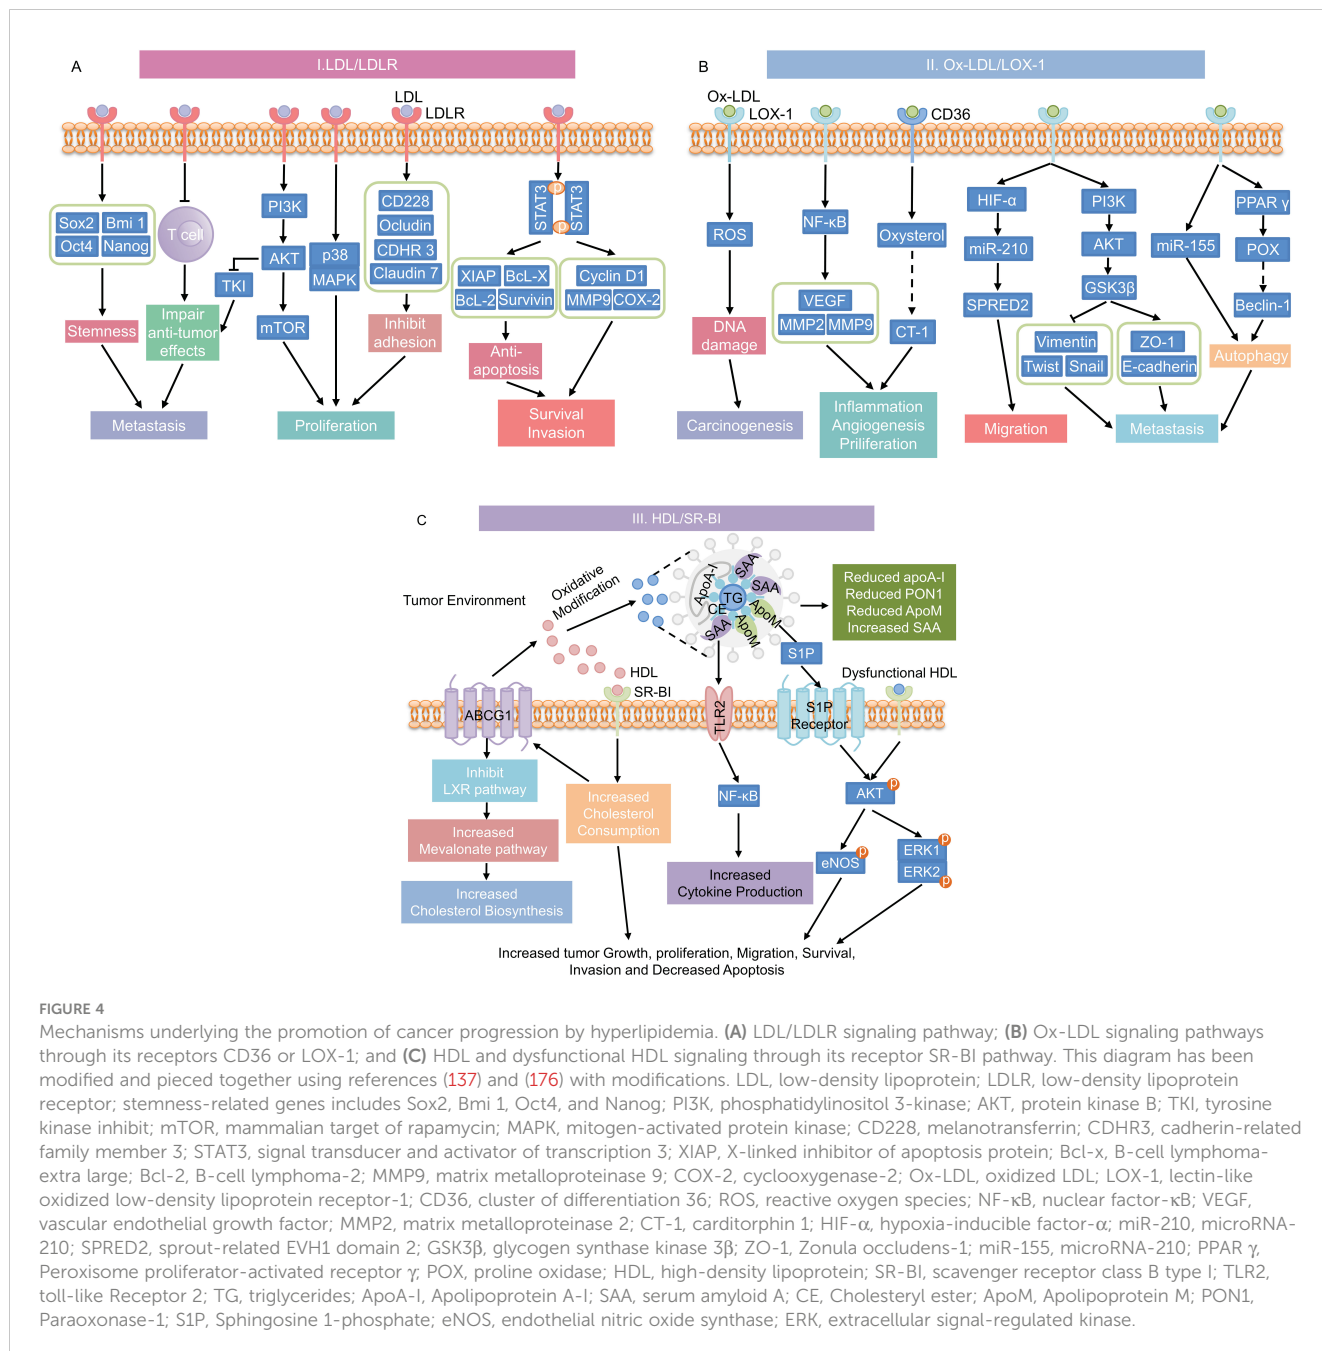 A
I.LDL/LDLR
LDL
LDLR
Sox2
Bmi 1
Oct4
Nanog
Stemness
T cell
Impair
anti-tumor
effects
Metastasis
PI3K
AKT
TKI
mTOR
p38
MAPK
Proliferation
CD228
Ocludin
CDHR 3
Claudin 7
Inhibit
adhesion
STAT3
p
p
STAT3
XIAP
BcL-X
BcL-2
Survivin
Cyclin D1
MMP9
COX-2
Anti-
apoptosis
Survival
Invasion
B
II. Ox-LDL/LOX-1
Ox-LDL
LOX-1
CD36
ROS
DNA
damage
Carcinogenesis
NF-κB
VEGF
MMP2
MMP9
Oxysterol
CT-1
Inflammation
Angiogenesis
Priliferation
HIF-α
miR-210
SPRED2
Migration
PI3K
AKT
GSK3β
Vimentin
Twist
Snail
ZO-1
E-cadherin
Metastasis
miR-155
PPAR γ
POX
Beclin-1
Autophagy
C
III. HDL/SR-BI
Tumor Environment
Oxidative
Modification
ApoA-I
SAA
SAA
TG
CE
SAA
ApoM
ApoM
Reduced apoA-I
Reduced PON1
Reduced ApoM
Increased SAA
S1P
HDL
SR-BI
Dysfunctional HDL
ABCG1
TLR2
S1P
Receptor
Inhibit
LXR pathway
Increased
Mevalonate pathway
Increased
Cholesterol Biosynthesis
Increased
Cholesterol
Consumption
NF-κB
Increased
Cytokine Production
AKT
p
eNOS
p
ERK1
p
ERK2
p
Increased tumor Growth, proliferation, Migration, Survival,
Invasion and Decreased Apoptosis
FIGURE 4
Mechanisms underlying the promotion of cancer progression by hyperlipidemia. (A) LDL/LDLR signaling pathway; (B) Ox-LDL signaling pathways
through its receptors CD36 or LOX-1; and (C) HDL and dysfunctional HDL signaling through its receptor SR-BI pathway. This diagram has been
modified and pieced together using references (137) and (176) with modifications. LDL, low-density lipoprotein; LDLR, low-density lipoprotein
receptor; stemness-related genes includes Sox2, Bmi 1, Oct4, and Nanog; PI3K, phosphatidylinositol 3-kinase; AKT, protein kinase B; TKI, tyrosine
kinase inhibit; mTOR, mammalian target of rapamycin; MAPK, mitogen-activated protein kinase; CD228, melanotransferrin; CDHR3, cadherin-related
family member 3; STAT3, signal transducer and activator of transcription 3; XIAP, X-linked inhibitor of apoptosis protein; Bcl-x, B-cell lymphoma-
extra large; Bcl-2, B-cell lymphoma-2; MMP9, matrix metalloproteinase 9; COX-2, cyclooxygenase-2; Ox-LDL, oxidized LDL; LOX-1, lectin-like
oxidized low-density lipoprotein receptor-1; CD36, cluster of differentiation 36; ROS, reactive oxygen species; NF-κB, nuclear factor-κB; VEGF,
vascular endothelial growth factor; MMP2, matrix metalloproteinase 2; CT-1, carditorphin 1; HIF-α, hypoxia-inducible factor-α; miR-210, microRNA-
210; SPRED2, sprout-related EVH1 domain 2; GSK3β, glycogen synthase kinase 3β; ZO-1, Zonula occludens-1; miR-155, microRNA-210; PPAR γ,
Peroxisome proliferator-activated receptor γ; POX, proline oxidase; HDL, high-density lipoprotein; SR-BI, scavenger receptor class B type I; TLR2,
toll-like Receptor 2; TG, triglycerides; ApoA-I, Apolipoprotein A-I; SAA, serum amyloid A; CE, Cholesteryl ester; ApoM, Apolipoprotein M; PON1,
Paraoxonase-1; S1P, Sphingosine 1-phosphate; eNOS, endothelial nitric oxide synthase; ERK, extracellular signal-regulated kinase.